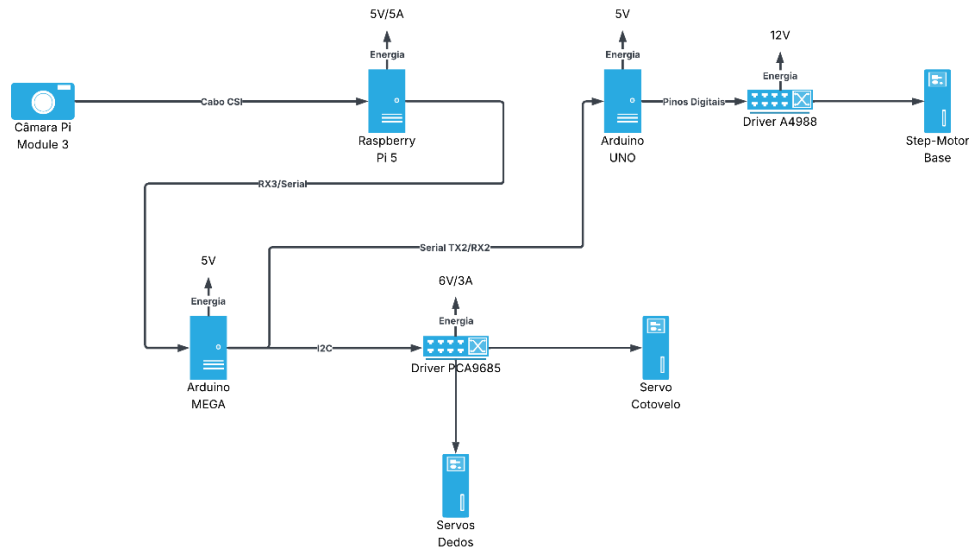 5V/5A
Energia
Cabo CSI
Câmara Pi
Module 3
Raspberry
Pi 5
5V
Energia
Arduino
UNO
Pinos Digitais
12V
Energia
Driver A4988
Step-Motor
Base
RX3/Serial
Serial TX2/RX2
5V
Energia
Arduino
MEGA
I2C
6V/3A
Energia
Driver PCA9685
Servo
Cotovelo
Servos
Dedos